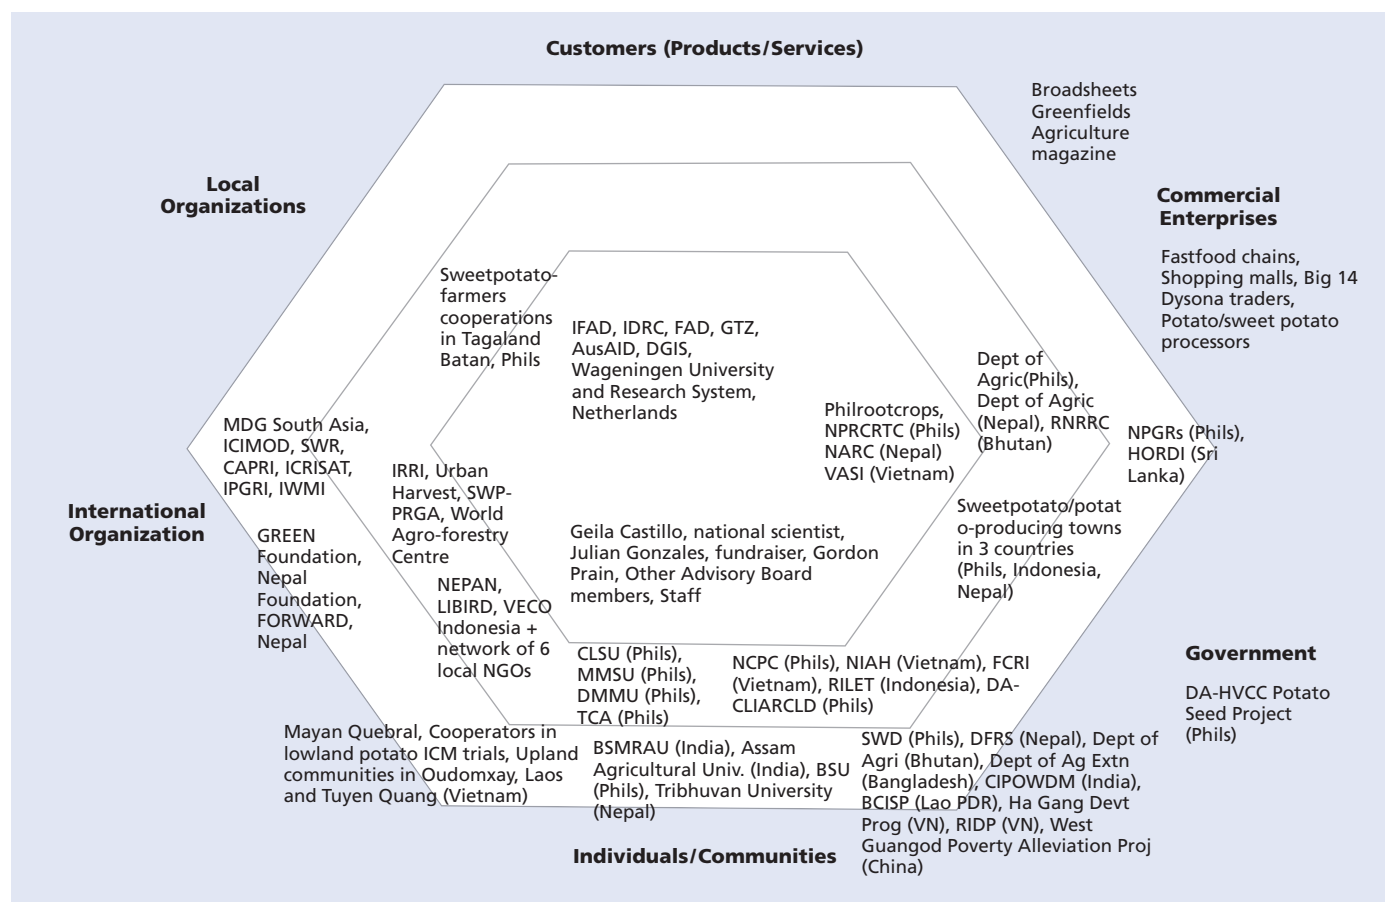 Customers (Products/Services)
Broadsheets
Greenfields
Agriculture
magazine
Local
Organizations
Commercial
Enterprises
Fastfood chains,
Shopping malls, Big 14
Dysona traders,
Potato/sweet potato
processors
Sweetpotato-
farmers
cooperations
in Tagaland
Batan, Phils
IFAD, IDRC, FAD, GTZ,
AusAID, DGIS,
Wageningen University
and Research System,
Netherlands
Dept of
Agric(Phils),
Dept of Agric
(Nepal), RNRRC
(Bhutan)
Philrootcrops,
NPRCRTC (Phils)
NARC (Nepal)
VASI (Vietnam)
NPGRs (Phils),
HORDI (Sri
Lanka)
MDG South Asia,
ICIMOD, SWR,
CAPRI, ICRISAT,
IPGRI, IWMI
IRRI, Urban
Harvest, SWP-
PRGA, World
Agro-forestry
Centre
International
Organization
GREEN
Foundation,
Nepal
Foundation,
FORWARD,
Nepal
Geila Castillo, national scientist,
Julian Gonzales, fundraiser, Gordon
Prain, Other Advisory Board
members, Staff
Sweetpotato/potat
o-producing towns
in 3 countries
(Phils, Indonesia,
Nepal)
NEPAN,
LIBIRD, VECO
Indonesia +
network of 6
local NGOs
CLSU (Phils),
MMSU (Phils),
DMMU (Phils),
TCA (Phils)
NCPC (Phils), NIAH (Vietnam), FCRI
(Vietnam), RILET (Indonesia), DA-
CLIARCLD (Phils)
Government
DA-HVCC Potato
Seed Project
(Phils)
Mayan Quebral, Cooperators in
lowland potato ICM trials, Upland
communities in Oudomxay, Laos
and Tuyen Quang (Vietnam)
BSMRAU (India), Assam
Agricultural Univ. (India), BSU
(Phils), Tribhuvan University
(Nepal)
SWD (Phils), DFRS (Nepal), Dept of
Agri (Bhutan), Dept of Ag Extn
(Bangladesh), CIPOWDM (India),
BCISP (Lao PDR), Ha Gang Devt
Prog (VN), RIDP (VN), West
Guangod Poverty Alleviation Proj
(China)
Individuals/Communities